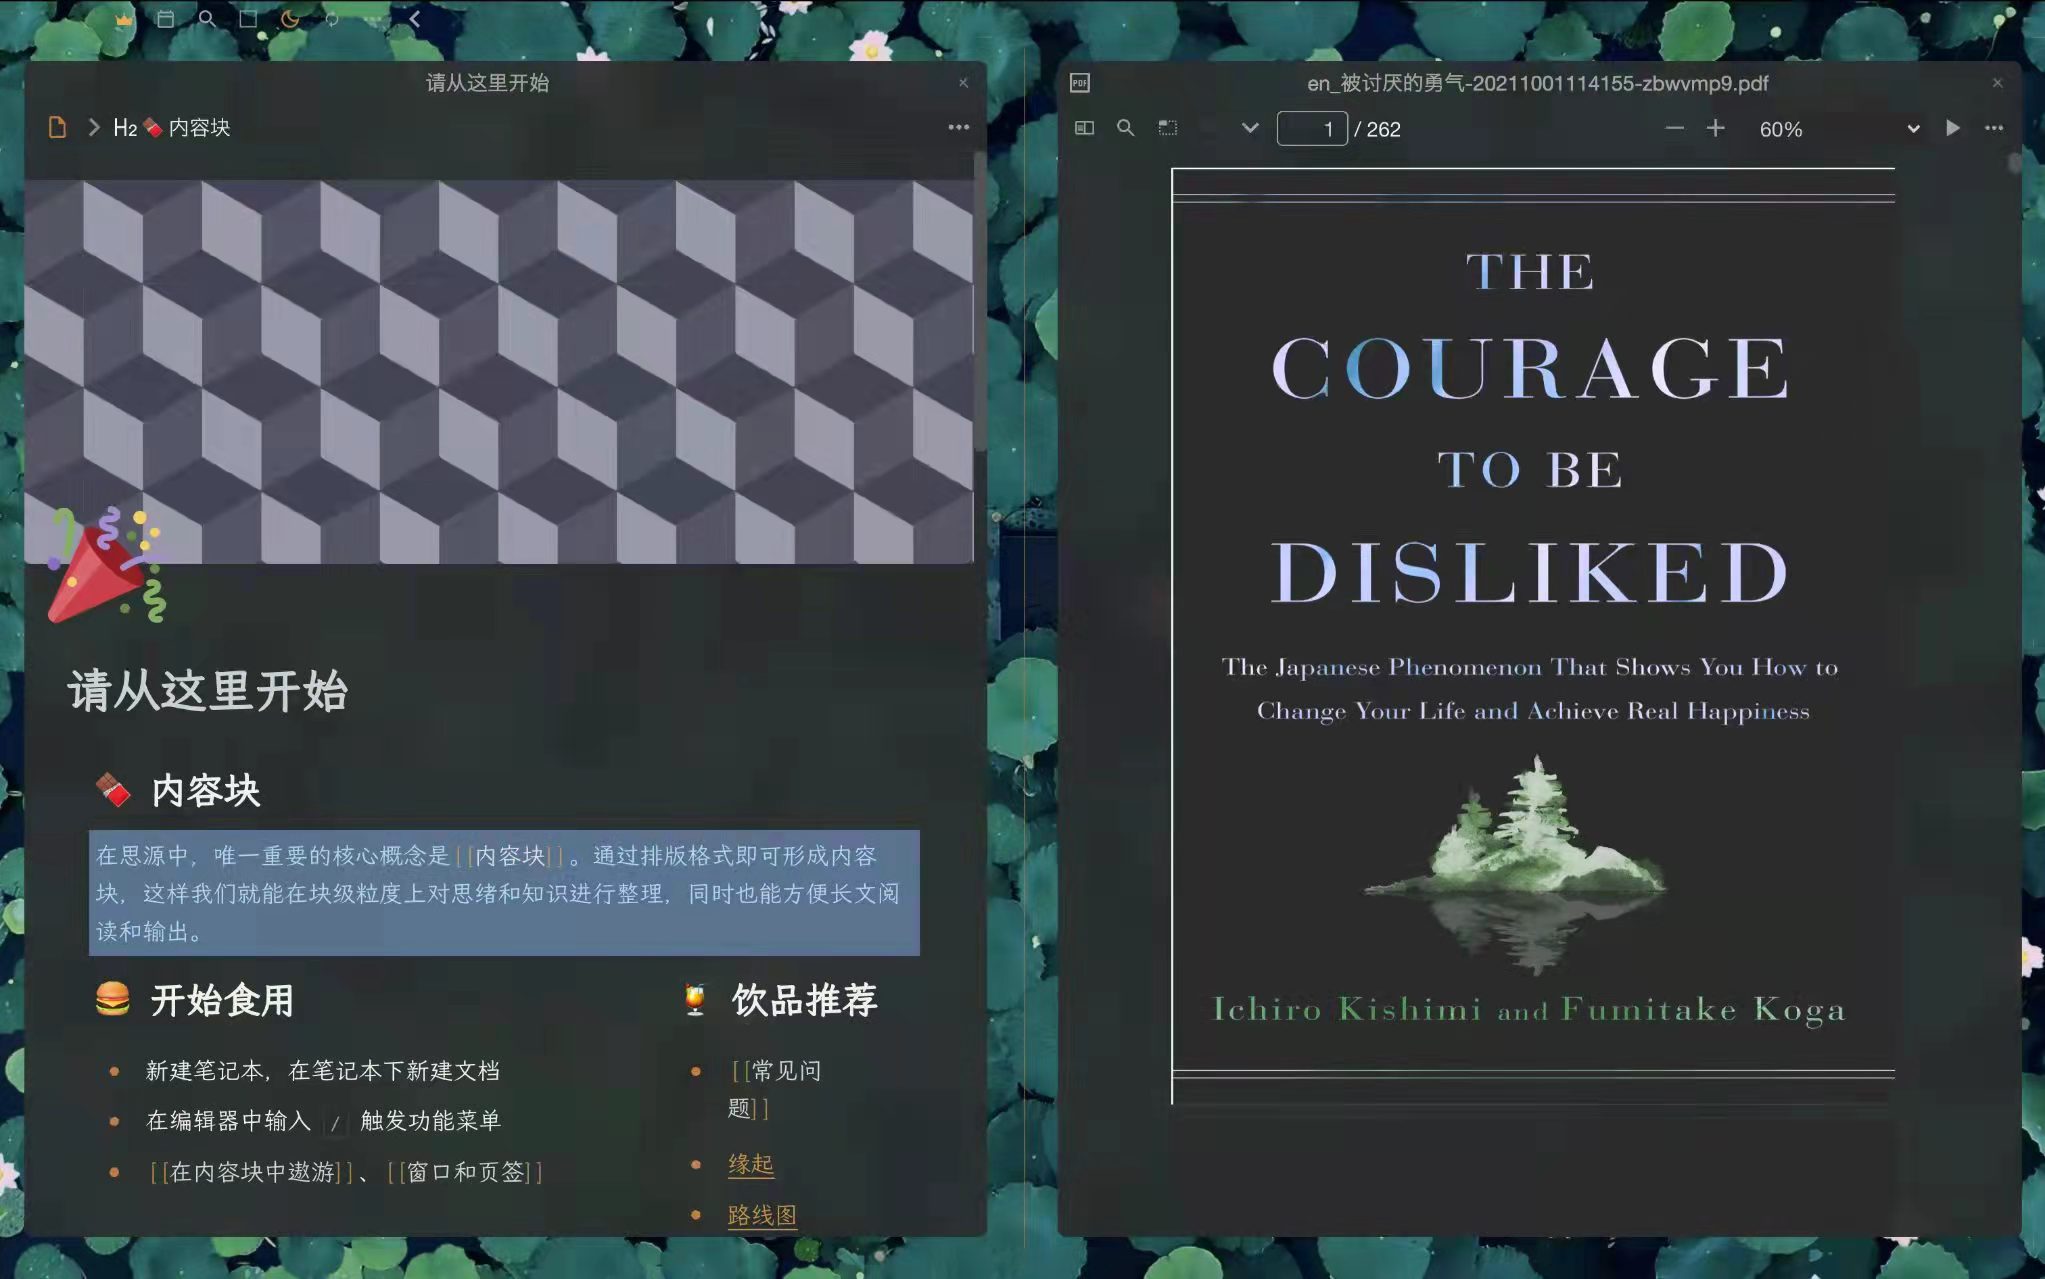 请从这里开始
H2 内容块
请从这里开始
内容块
在思源中，唯一重要的核心概念是[[内容块]]。通过排版格式即可形成内容
块，这样我们就能在块级粒度上对思绪和知识进行整理，同时也能方便长文阅
读和输出。
开始食用
新建笔记本，在笔记本下新建文档
在编辑器中输入 / 触发功能菜单
[[在内容块中遨游]]、[[窗口和页签]]
饮品推荐
[[常见问
题]]
缘起
路线图
PDF
en_被讨厌的勇气-20211001114155-zbwvmp9.pdf
1 / 262
60%
THE
COURAGE
TO BE
DISLIKED
The Japanese Phenomenon That Shows You How to
Change Your Life and Achieve Real Happiness
Ichiro Kishimi and Fumitake Koga